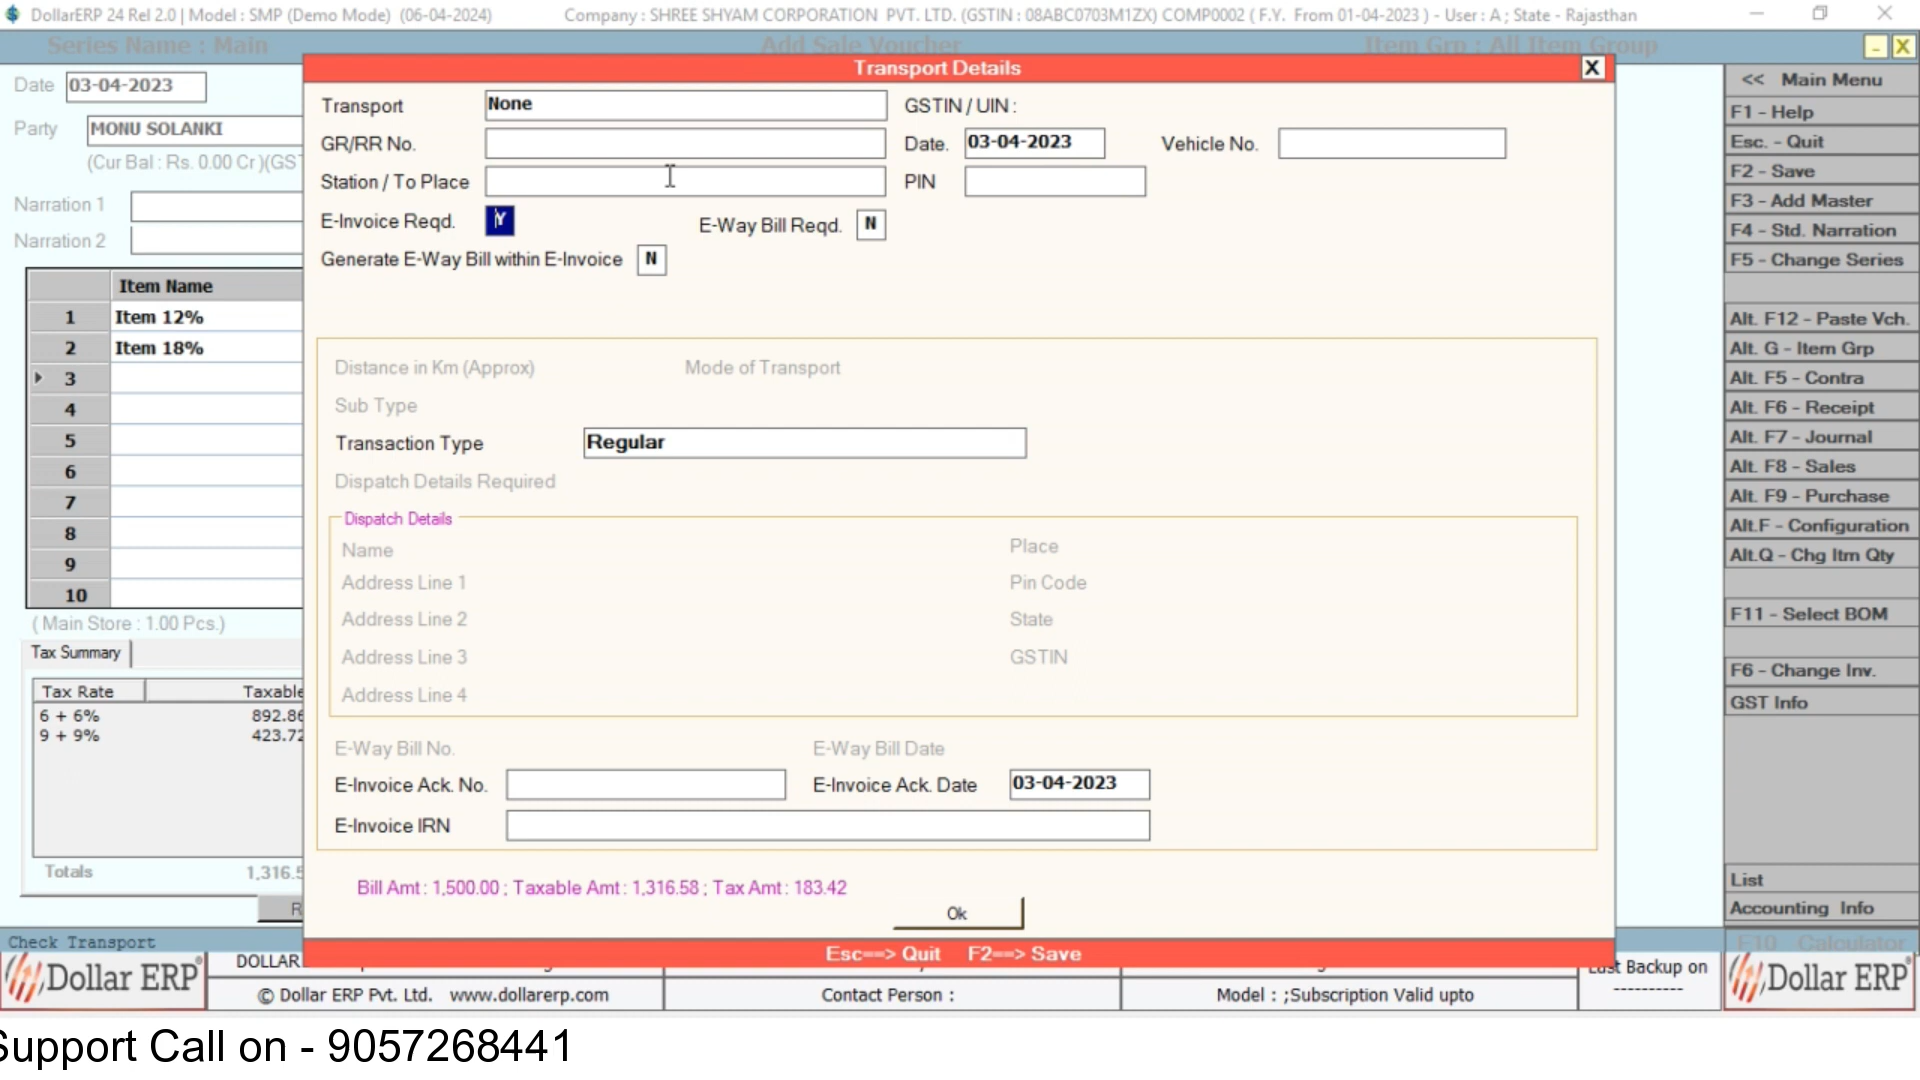 DollarERP 24 Rel 2.0 | Model : SMP (Demo Mode) (06-04-2024) Company : SHREE SHYAM CORPORATION PVT. LTD. (GSTIN : 08ABC0703M1ZX) COMP0002 ( F.Y. From 01-04-2023 ) - User : A ; State - Rajasthan
Series Name : Main Add Sale Voucher Item Grp : All Item Group
Transport Details
Date 03-04-2023
Party MONU SOLANKI
(Cur Bal : Rs. 0.00 Cr )(GST
Narration 1
Narration 2
Item Name
1 Item 12%
2 Item 18%
3
4
5
6
7
8
9
10
( Main Store : 1.00 Pcs.)
Tax Summary
Tax Rate Taxable
6 + 6% 892.86
9 + 9% 423.72
Totals 1,316.5
R
Check Transport
Transport None GSTIN / UIN :
GR/RR No. Date. 03-04-2023 Vehicle No.
Station / To Place PIN
E-Invoice Reqd. Y E-Way Bill Reqd. N
Generate E-Way Bill within E-Invoice N
Distance in Km (Approx) Mode of Transport
Sub Type
Transaction Type Regular
Dispatch Details Required
Dispatch Details
Name Place
Address Line 1 Pin Code
Address Line 2 State
Address Line 3 GSTIN
Address Line 4
E-Way Bill No. E-Way Bill Date
E-Invoice Ack. No. E-Invoice Ack. Date 03-04-2023
E-Invoice IRN
Bill Amt : 1,500.00 ; Taxable Amt : 1,316.58 ; Tax Amt : 183.42
Ok
Esc==> Quit F2==> Save
<< Main Menu
F1 - Help
Esc. - Quit
F2 - Save
F3 - Add Master
F4 - Std. Narration
F5 - Change Series
Alt. F12 - Paste Vch.
Alt. G - Item Grp
Alt. F5 - Contra
Alt. F6 - Receipt
Alt. F7 - Journal
Alt. F8 - Sales
Alt. F9 - Purchase
Alt.F - Configuration
Alt.Q - Chg Itm Qty
F11 - Select BOM
F6 - Change Inv.
GST Info
List
Accounting Info
F10 Calculator
Dollar ERP®
DOLLAR
Last Backup on
----------
© Dollar ERP Pvt. Ltd. www.dollarerp.com
Contact Person :
Model : ;Subscription Valid upto
Dollar ERP®
Support Call on - 9057268441